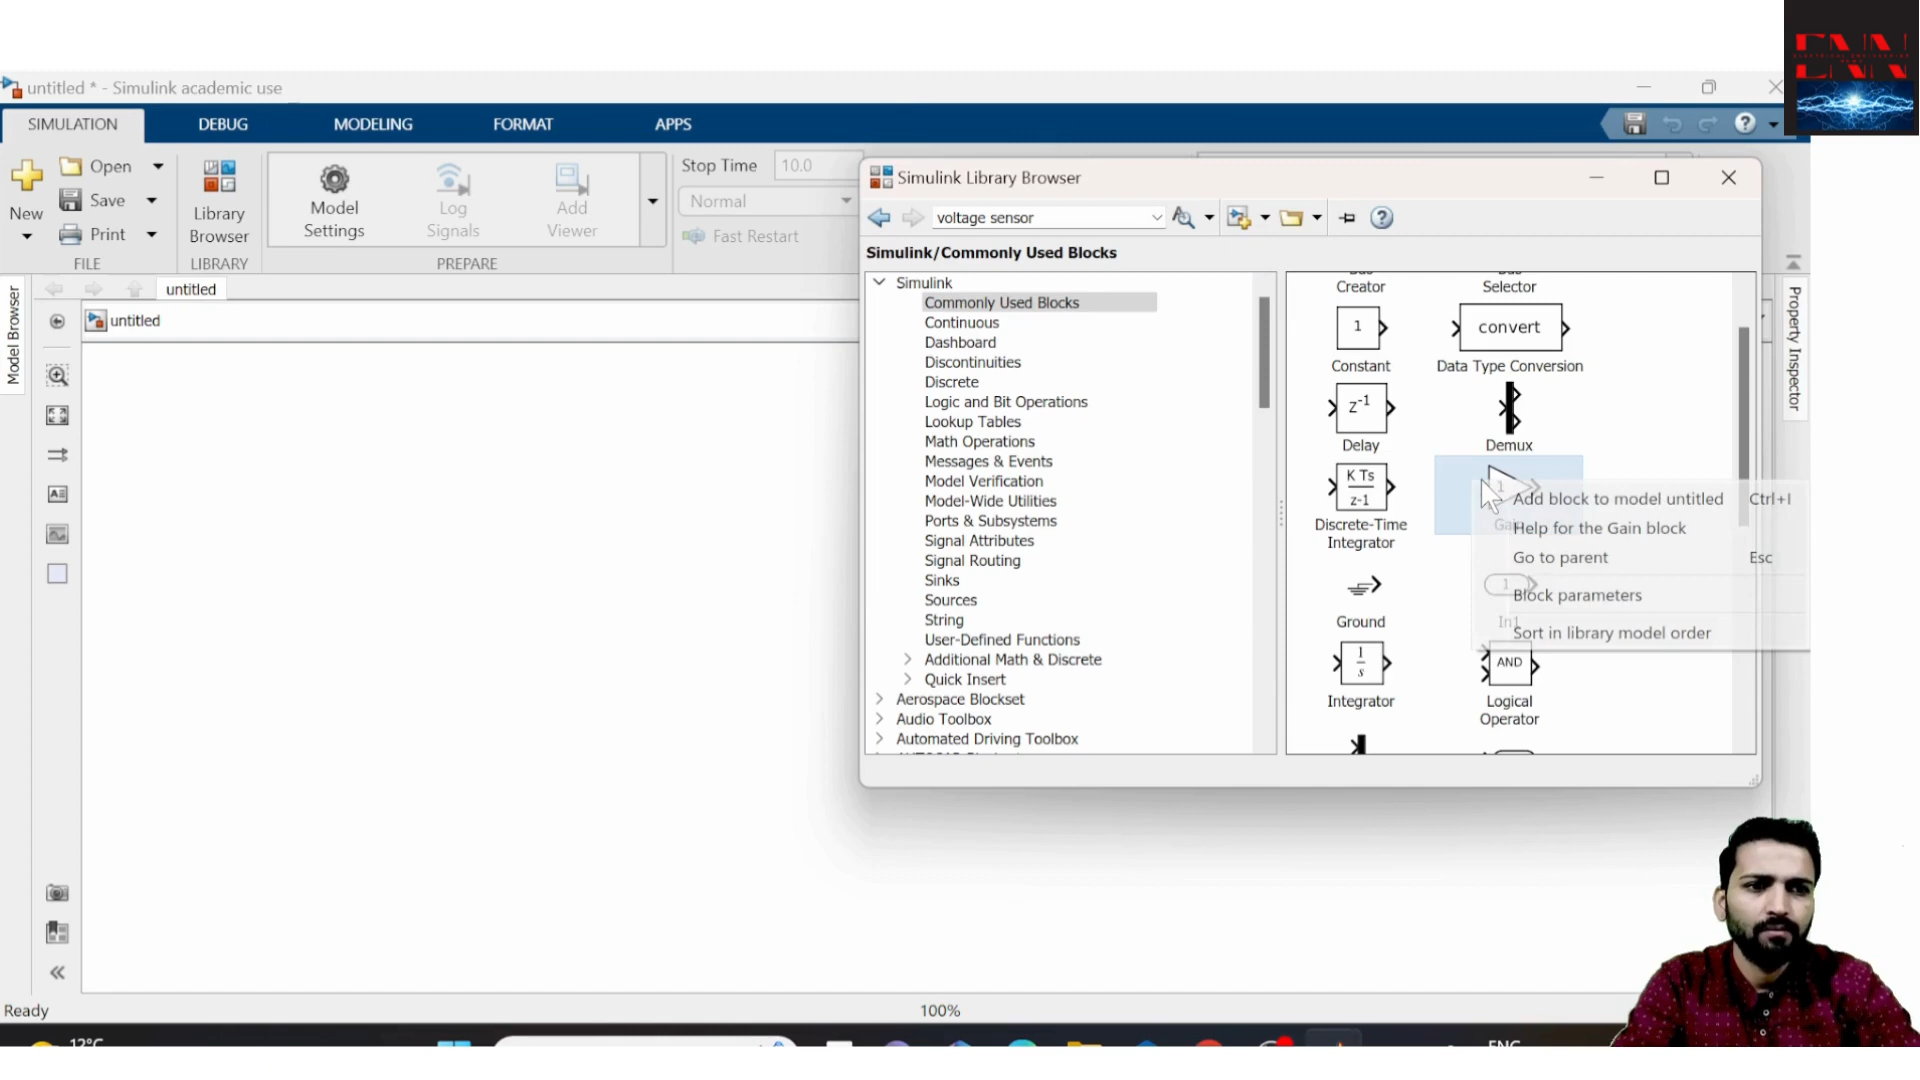 ENN
untitled * - Simulink academic use
SIMULATION
DEBUG
MODELING
FORMAT
APPS
New
Open
Save
Print
FILE
Library
Browser
LIBRARY
Model
Settings
Log
Signals
Add
Viewer
PREPARE
Stop Time
10.0
Normal
Fast Restart
Simulink Library Browser
voltage sensor
Simulink/Commonly Used Blocks
Model Browser
untitled
untitled
Simulink
Commonly Used Blocks
Continuous
Dashboard
Discontinuities
Discrete
Logic and Bit Operations
Lookup Tables
Math Operations
Messages & Events
Model Verification
Model-Wide Utilities
Ports & Subsystems
Signal Attributes
Signal Routing
Sinks
Sources
String
User-Defined Functions
Additional Math & Discrete
Quick Insert
Aerospace Blockset
Audio Toolbox
Automated Driving Toolbox
Creator
Selector
1
Constant
convert
Data Type Conversion
Z-1
Delay
Demux
K Ts
z-1
Discrete-Time
Integrator
1
Add block to model untitled Ctrl+I
Help for the Gain block
Go to parent Esc
Block parameters
Sort in library model order
Ground
1
In1
1
s
Integrator
AND
Logical
Operator
Property Inspector
Ready
100%
12°C
ENG